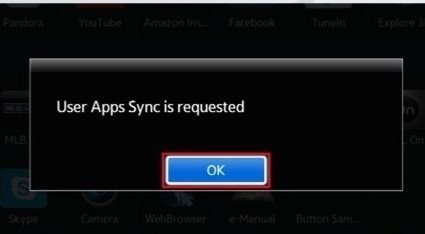 Pandora YouTube Amazon Ins... Facebook TuneIn Explore 3
User Apps Sync is requested
MLB.
OK
Skype Camera WebBrowser e-Manual Button Sam...